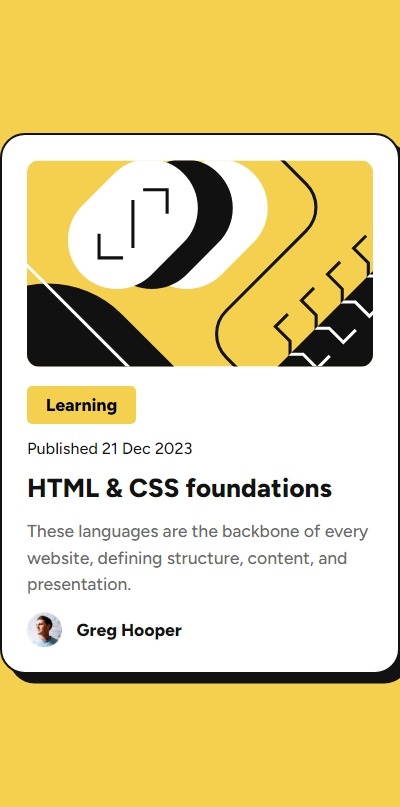 Learning
Published 21 Dec 2023
HTML & CSS foundations
These languages are the backbone of every
website, defining structure, content, and
presentation.
Greg Hooper